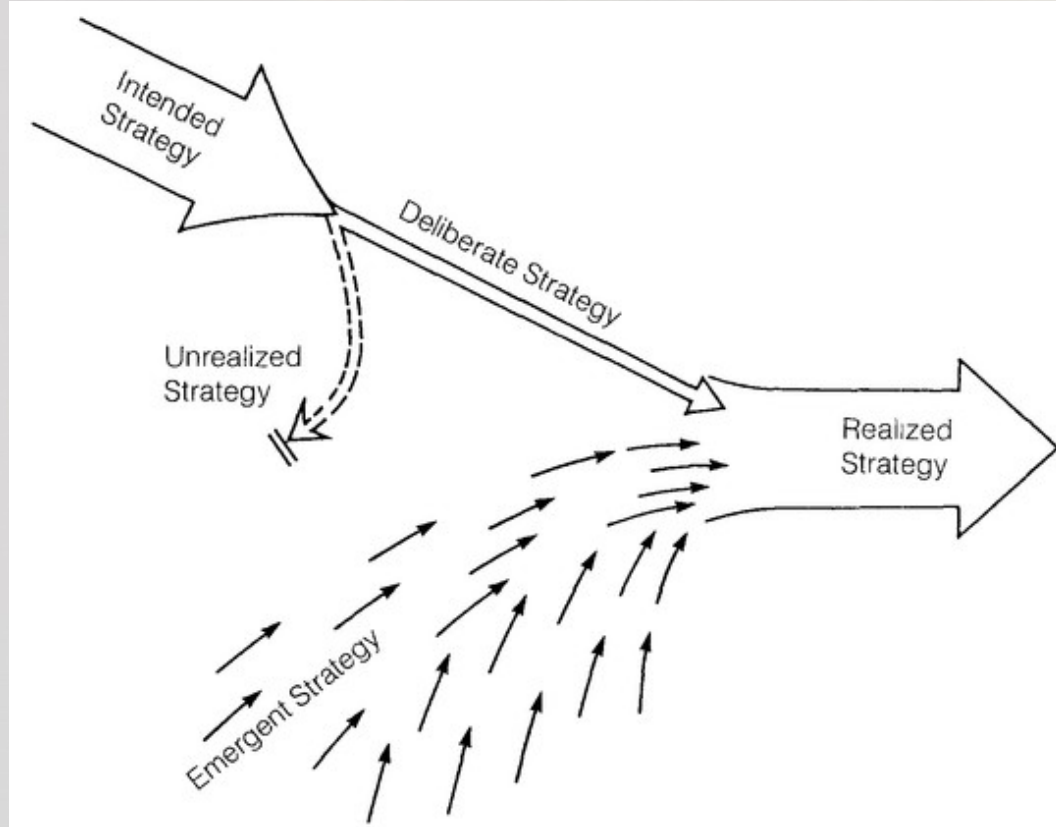 Intended
Strategy
Deliberate Strategy
Unrealized
Strategy
Realized
Strategy
Emergent Strategy